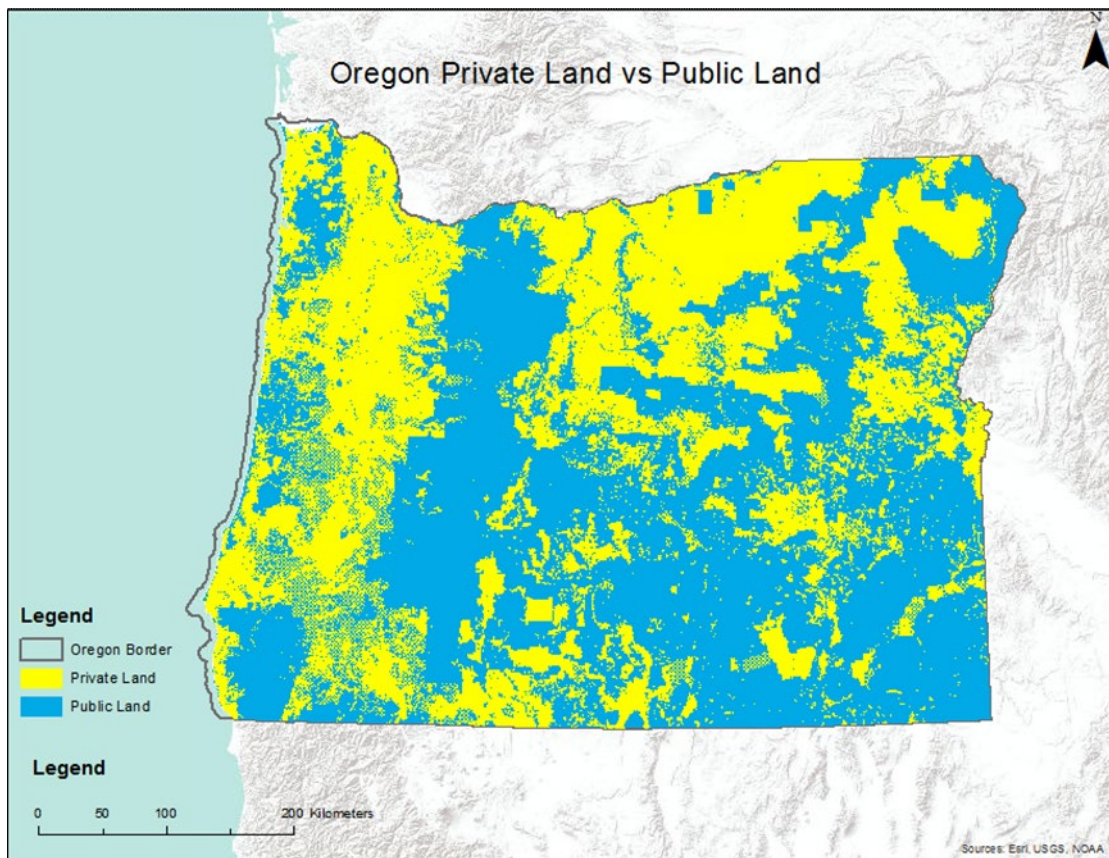 N
Oregon Private Land vs Public Land
Legend
Oregon Border
Private Land
Public Land
Legend
0 50 100 200 Kilometers
Sources: Esri, USGS, NOAA